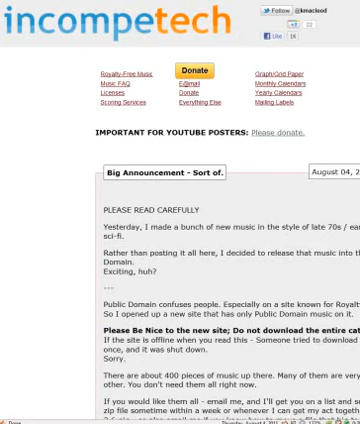 incompetech
Follow @kmacleod
+3 22
Like 16
Donate
Royalty-Free Music
Music FAQ
Licenses
Scoring Services
E@mail
Donate
Everything Else
Graph/Grid Paper
Monthly Calendars
Yearly Calendars
Mailing Labels
IMPORTANT FOR YOUTUBE POSTERS: Please donate.
Big Announcement - Sort of.
August 04, 2
PLEASE READ CAREFULLY
Yesterday, I made a bunch of new music in the style of late 70s / ear
sci-fi.
Rather than posting it all here, I decided to release that music into th
Domain.
Exciting, huh?
---
Public Domain confuses people. Especially on a site known for Royalt
So I opened up a new site that has only Public Domain music on it.
Please Be Nice to the new site; Do not download the entire cat
If the site is offline when you read this - Someone tried to download
once, and it was shut down.
Sorry.
There are about 400 pieces of music up there. Many of them are very
other. You don't need them all right now.
If you would like them all - email me, and I'll get you on a list and s
zip file sometime within a week or whenever I can get my act togeth
Done